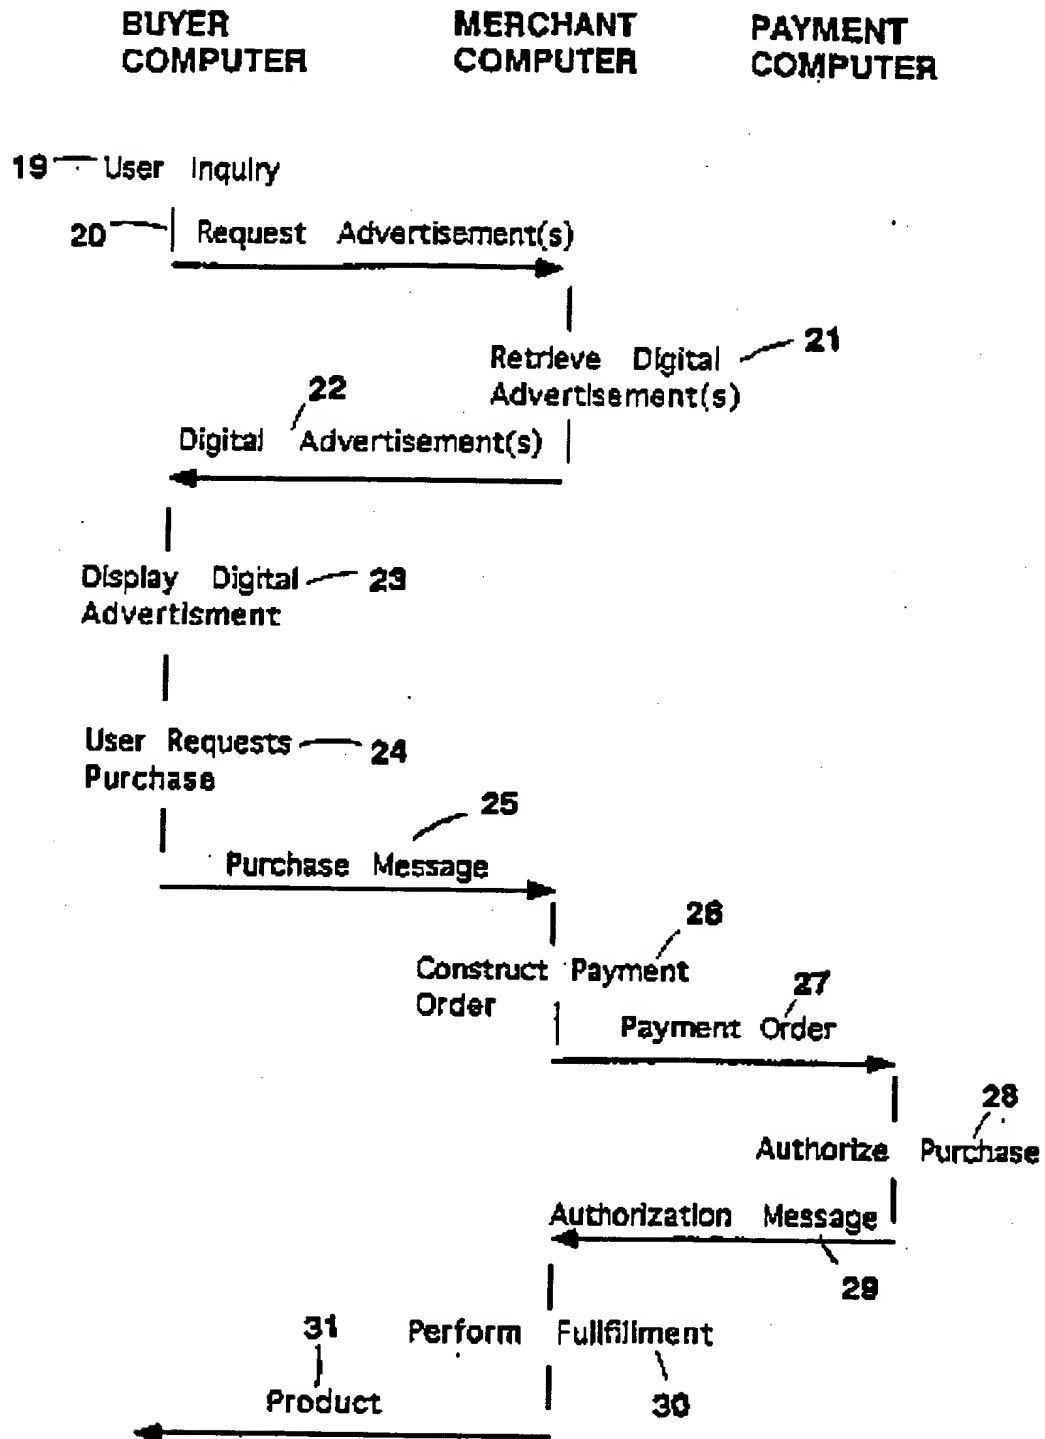 BUYER
COMPUTER
MERCHANT
COMPUTER
PAYMENT
COMPUTER
19 User Inquiry
20 Request Advertisement(s)
Retrieve Digital 21
Advertisement(s)
22
Digital Advertisement(s)
Display Digital 23
Advertisment
User Requests 24
Purchase
25
Purchase Message
26
Construct Payment
Order
27
Payment Order
28
Authorize Purchase
Authorization Message
29
31
Perform Fullfillment
Product
30